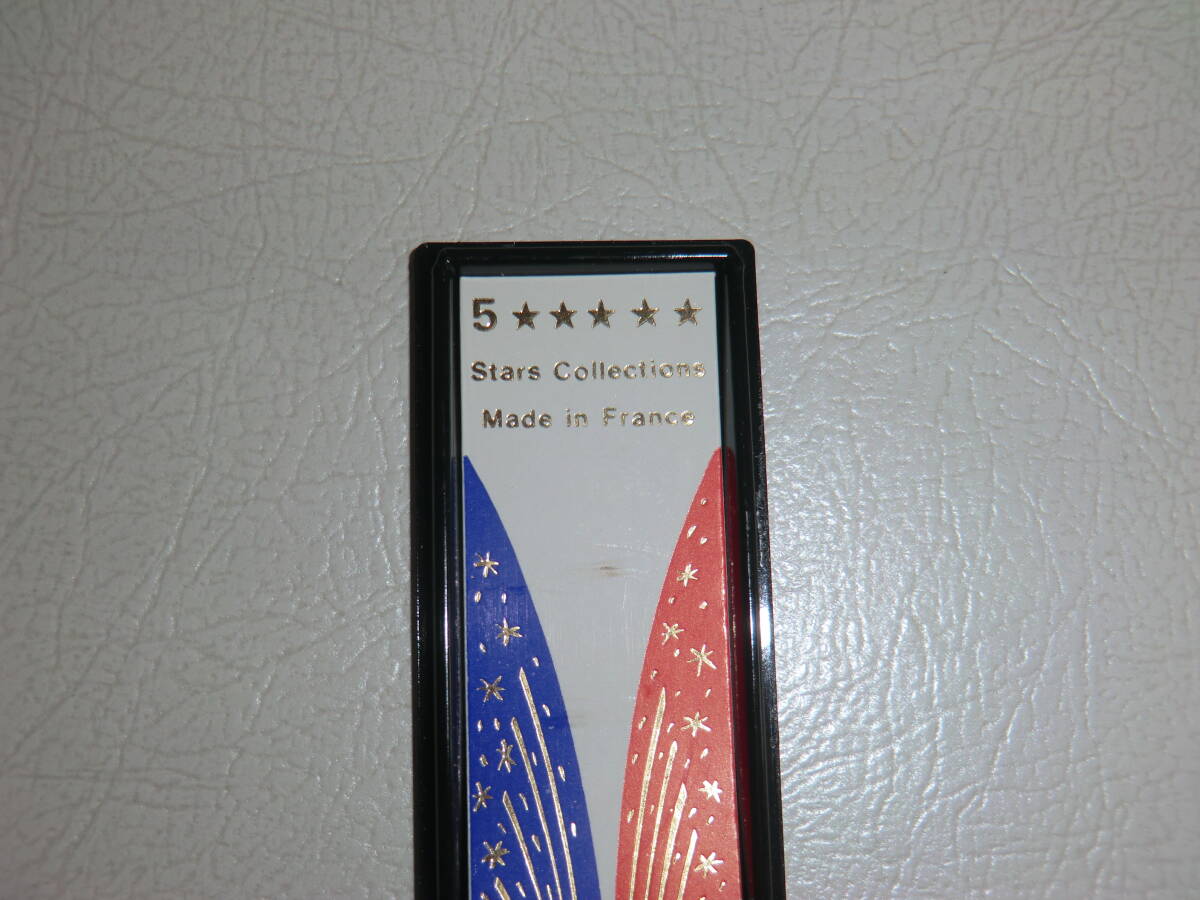 5 ★★★★★
Stars Collections
Made in France